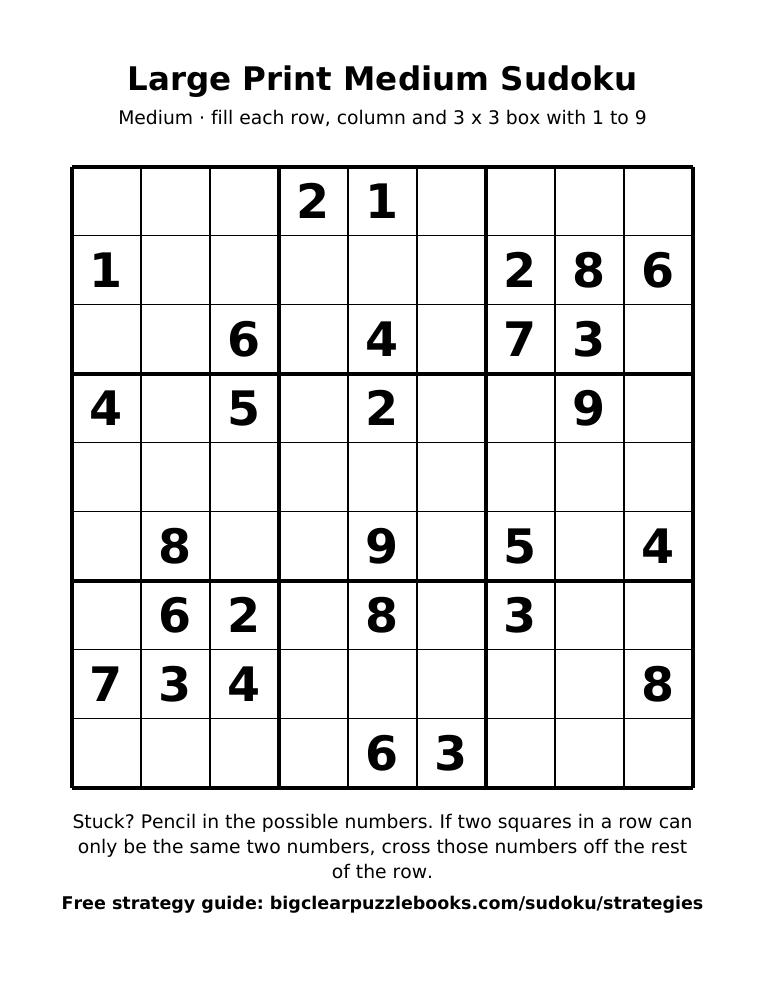 Large Print Medium Sudoku
Medium · fill each row, column and 3 x 3 box with 1 to 9
2 1
1 2 8 6
6 4 7 3
4 5 2 9
8 9 5 4
6 2 8 3
7 3 4 8
6 3
Stuck? Pencil in the possible numbers. If two squares in a row can
only be the same two numbers, cross those numbers off the rest
of the row.
Free strategy guide: bigclearpuzzlebooks.com/sudoku/strategies